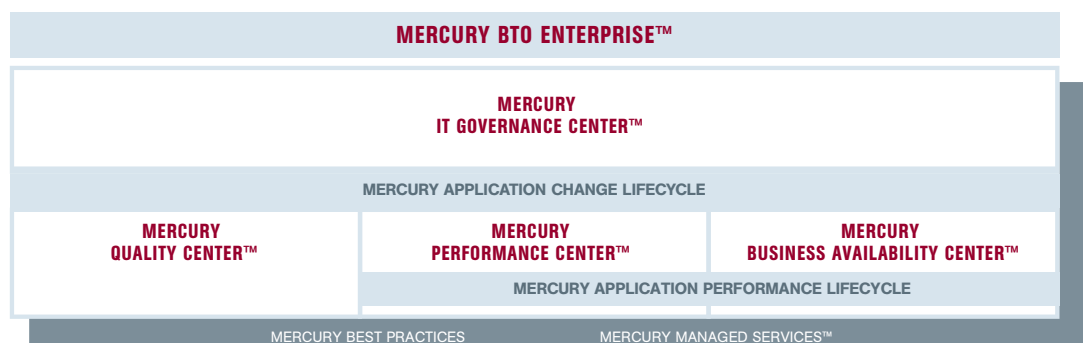 MERCURY BTO ENTERPRISE™
MERCURY
IT GOVERNANCE CENTER™
MERCURY APPLICATION CHANGE LIFECYCLE
MERCURY
QUALITY CENTER™
MERCURY
PERFORMANCE CENTER™
MERCURY
BUSINESS AVAILABILITY CENTER™
MERCURY APPLICATION PERFORMANCE LIFECYCLE
MERCURY BEST PRACTICES
MERCURY MANAGED SERVICES™